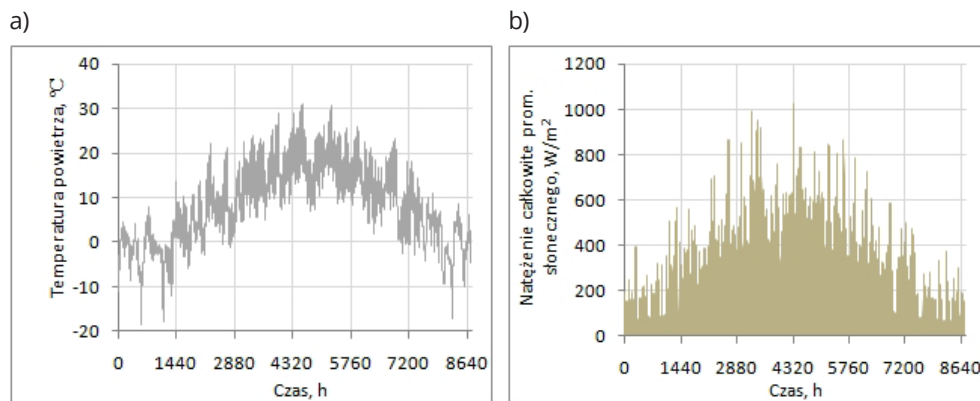 a)
b)
Temperatura powietrza, ℃
40
30
20
10
0
-10
-20
0 1440 2880 4320 5760 7200 8640
Czas, h
Natężenie całkowite prom.
słonecznego, W/m²
1200
1000
800
600
400
200
0
0 1440 2880 4320 5760 7200 8640
Czas, h